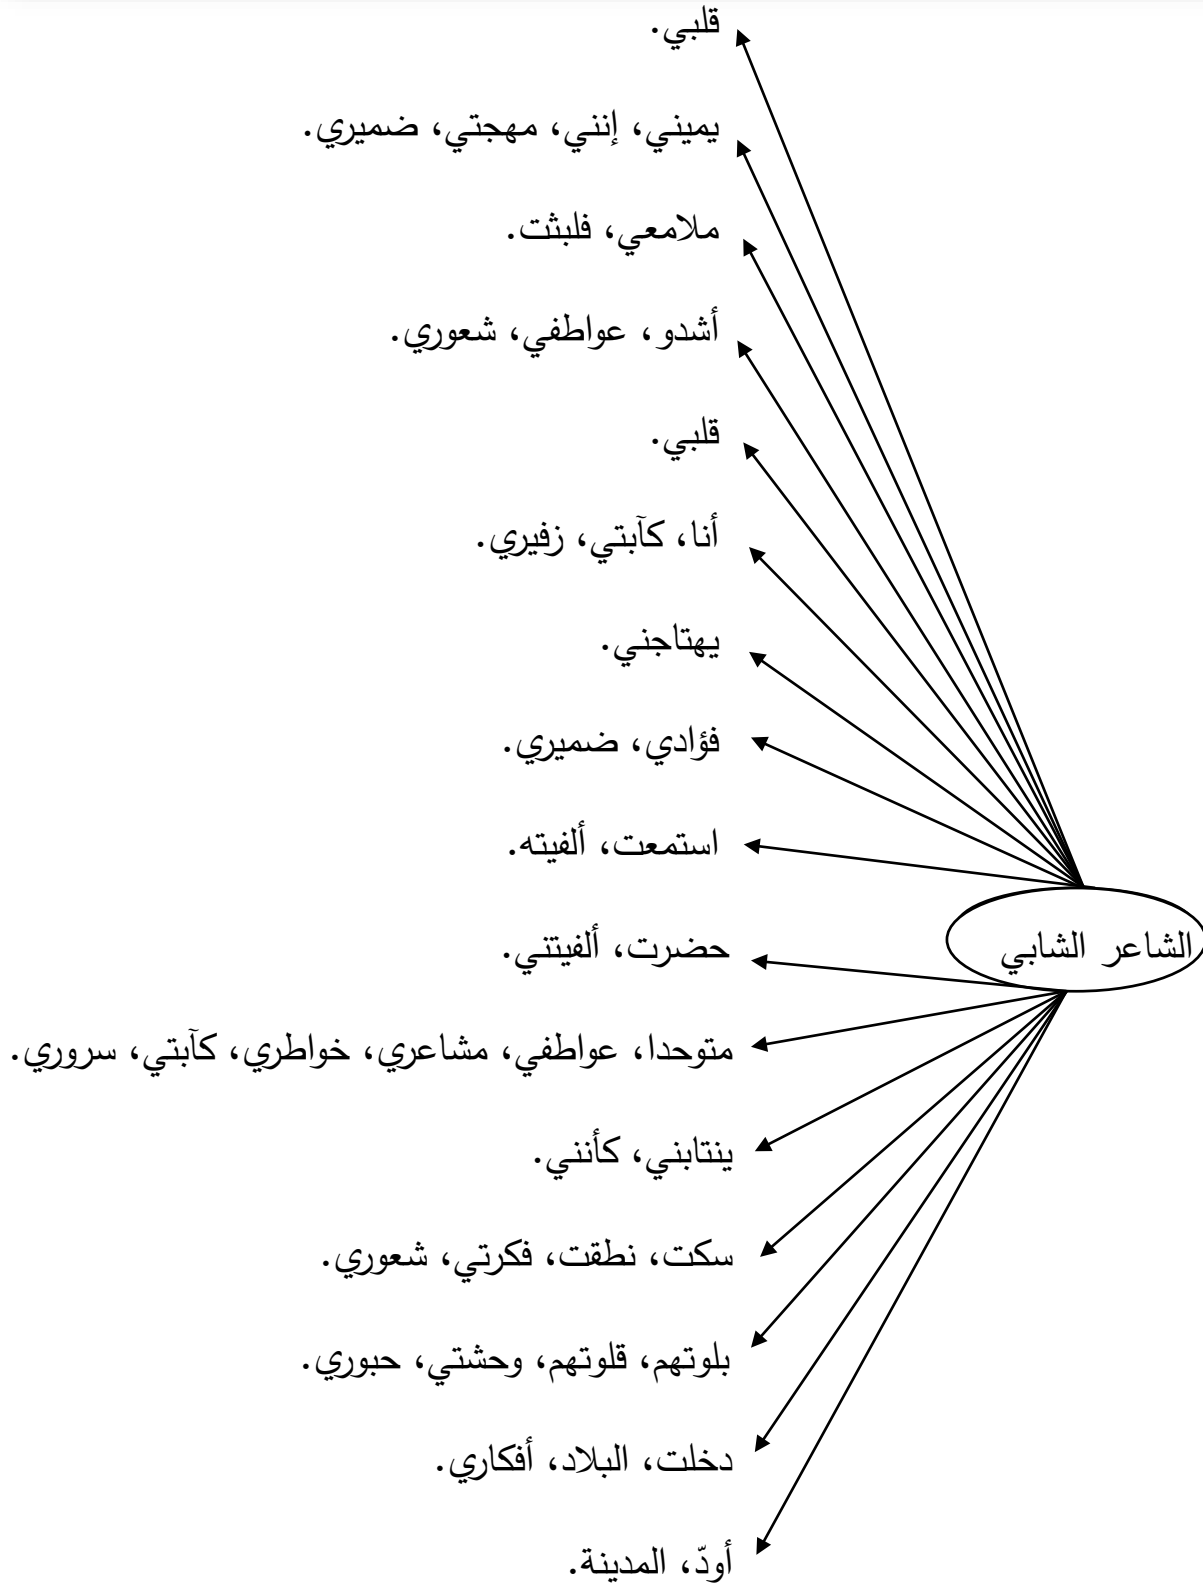 قلبي.
يميني، إنني، مهجتي، ضميري.
ملامعي، فلبثت.
أشدو، عواطفي، شعوري.
قلبي.
أنا، كآبتي، زفيري.
يهتاجني.
فؤادي، ضميري.
استمعت، ألفيته.
الشاعر الشابي
حضرت، ألفيتني.
متوحدا، عواطفي، مشاعري، خواطري، كآبتي، سروري.
ينتابني، كأنني.
سكت، نطقت، فكرتي، شعوري.
بلوتهم، قلوتهم، وحشتي، حبوري.
دخلت، البلاد، أفكاري.
أودّ، المدينة.